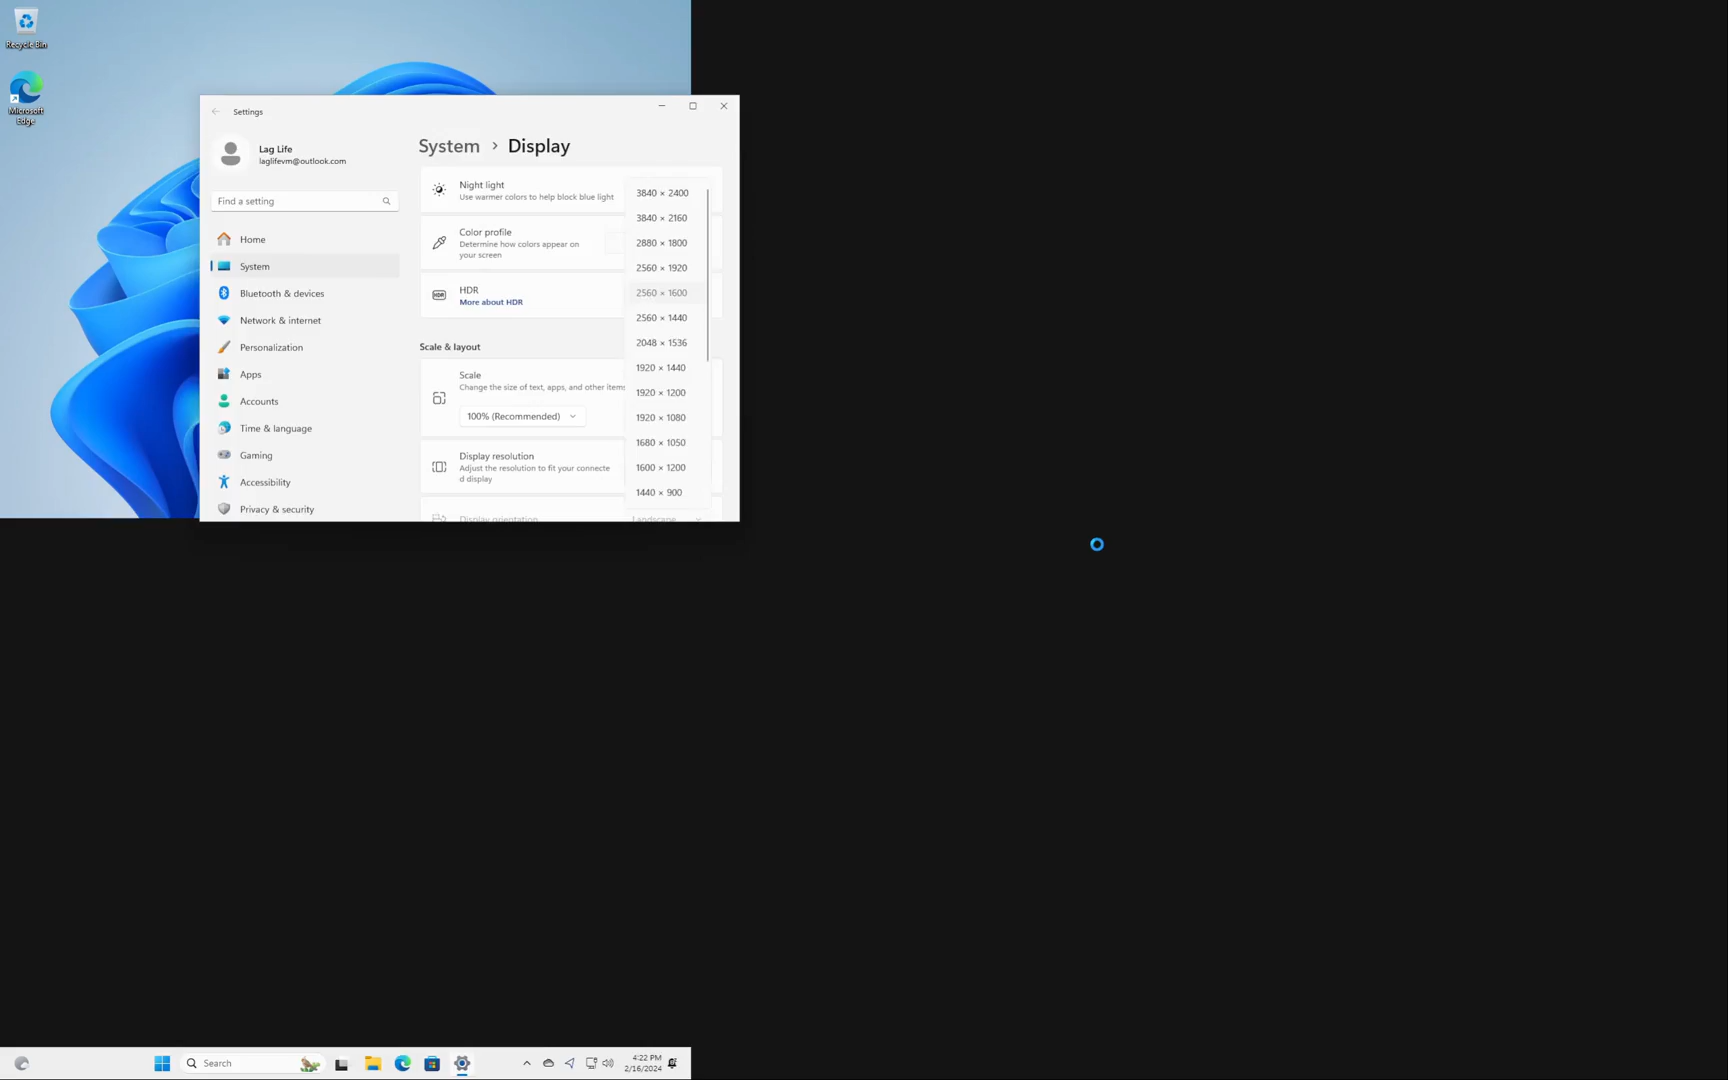 Recycle Bin
Microsoft
Edge
Settings
Lag Life
laglifevm@outlook.com
Find a setting
Home
System
Bluetooth & devices
Network & internet
Personalization
Apps
Accounts
Time & language
Gaming
Accessibility
Privacy & security
System > Display
Night light
Use warmer colors to help block blue light
Color profile
Determine how colors appear on
your screen
HDR
HDR
More about HDR
Scale & layout
Scale
Change the size of text, apps, and other items
100% (Recommended)
Display resolution
Adjust the resolution to fit your connecte
d display
Display orientation
Landscape
3840 × 2400
3840 × 2160
2880 × 1800
2560 × 1920
2560 × 1600
2560 × 1440
2048 × 1536
1920 × 1440
1920 × 1200
1920 × 1080
1680 × 1050
1600 × 1200
1440 × 900
Search
4:22 PM
2/16/2024